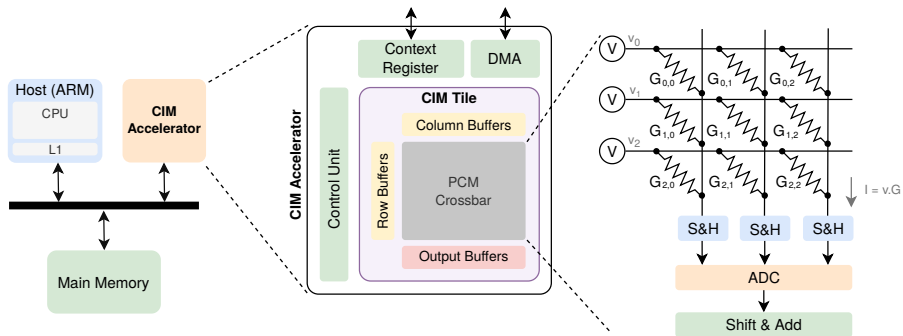 Host (ARM)
CPU
L1
CIM
Accelerator
Main Memory
CIM Accelerator
Context
Register
DMA
Control Unit
CIM Tile
Column Buffers
Row Buffers
PCM
Crossbar
Output Buffers
V v0
G0,0 G0,1 G0,2
V v1
G1,0 G1,1 G1,2
V v2
G2,0 G2,1 G2,2
I = v.G
S&H S&H S&H
ADC
Shift & Add